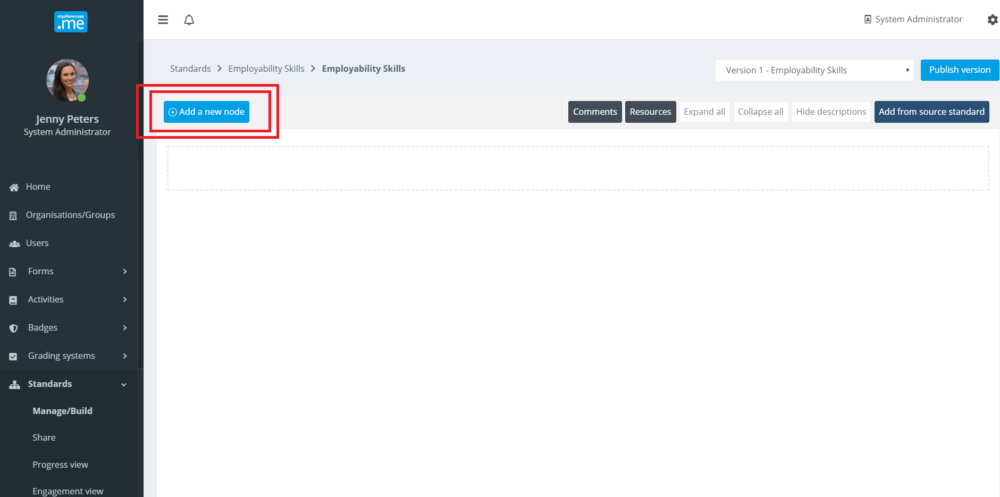 myshowcase
.me
System Administrator
Jenny Peters
System Administrator
Standards
Employability Skills
Employability Skills
Version 1 - Employability Skills
Publish version
Add a new node
Comments
Resources
Expand all
Collapse all
Hide descriptions
Add from source standard
Home
Organisations/Groups
Users
Forms
Activities
Badges
Grading systems
Standards
Manage/Build
Share
Progress view
Engagement view